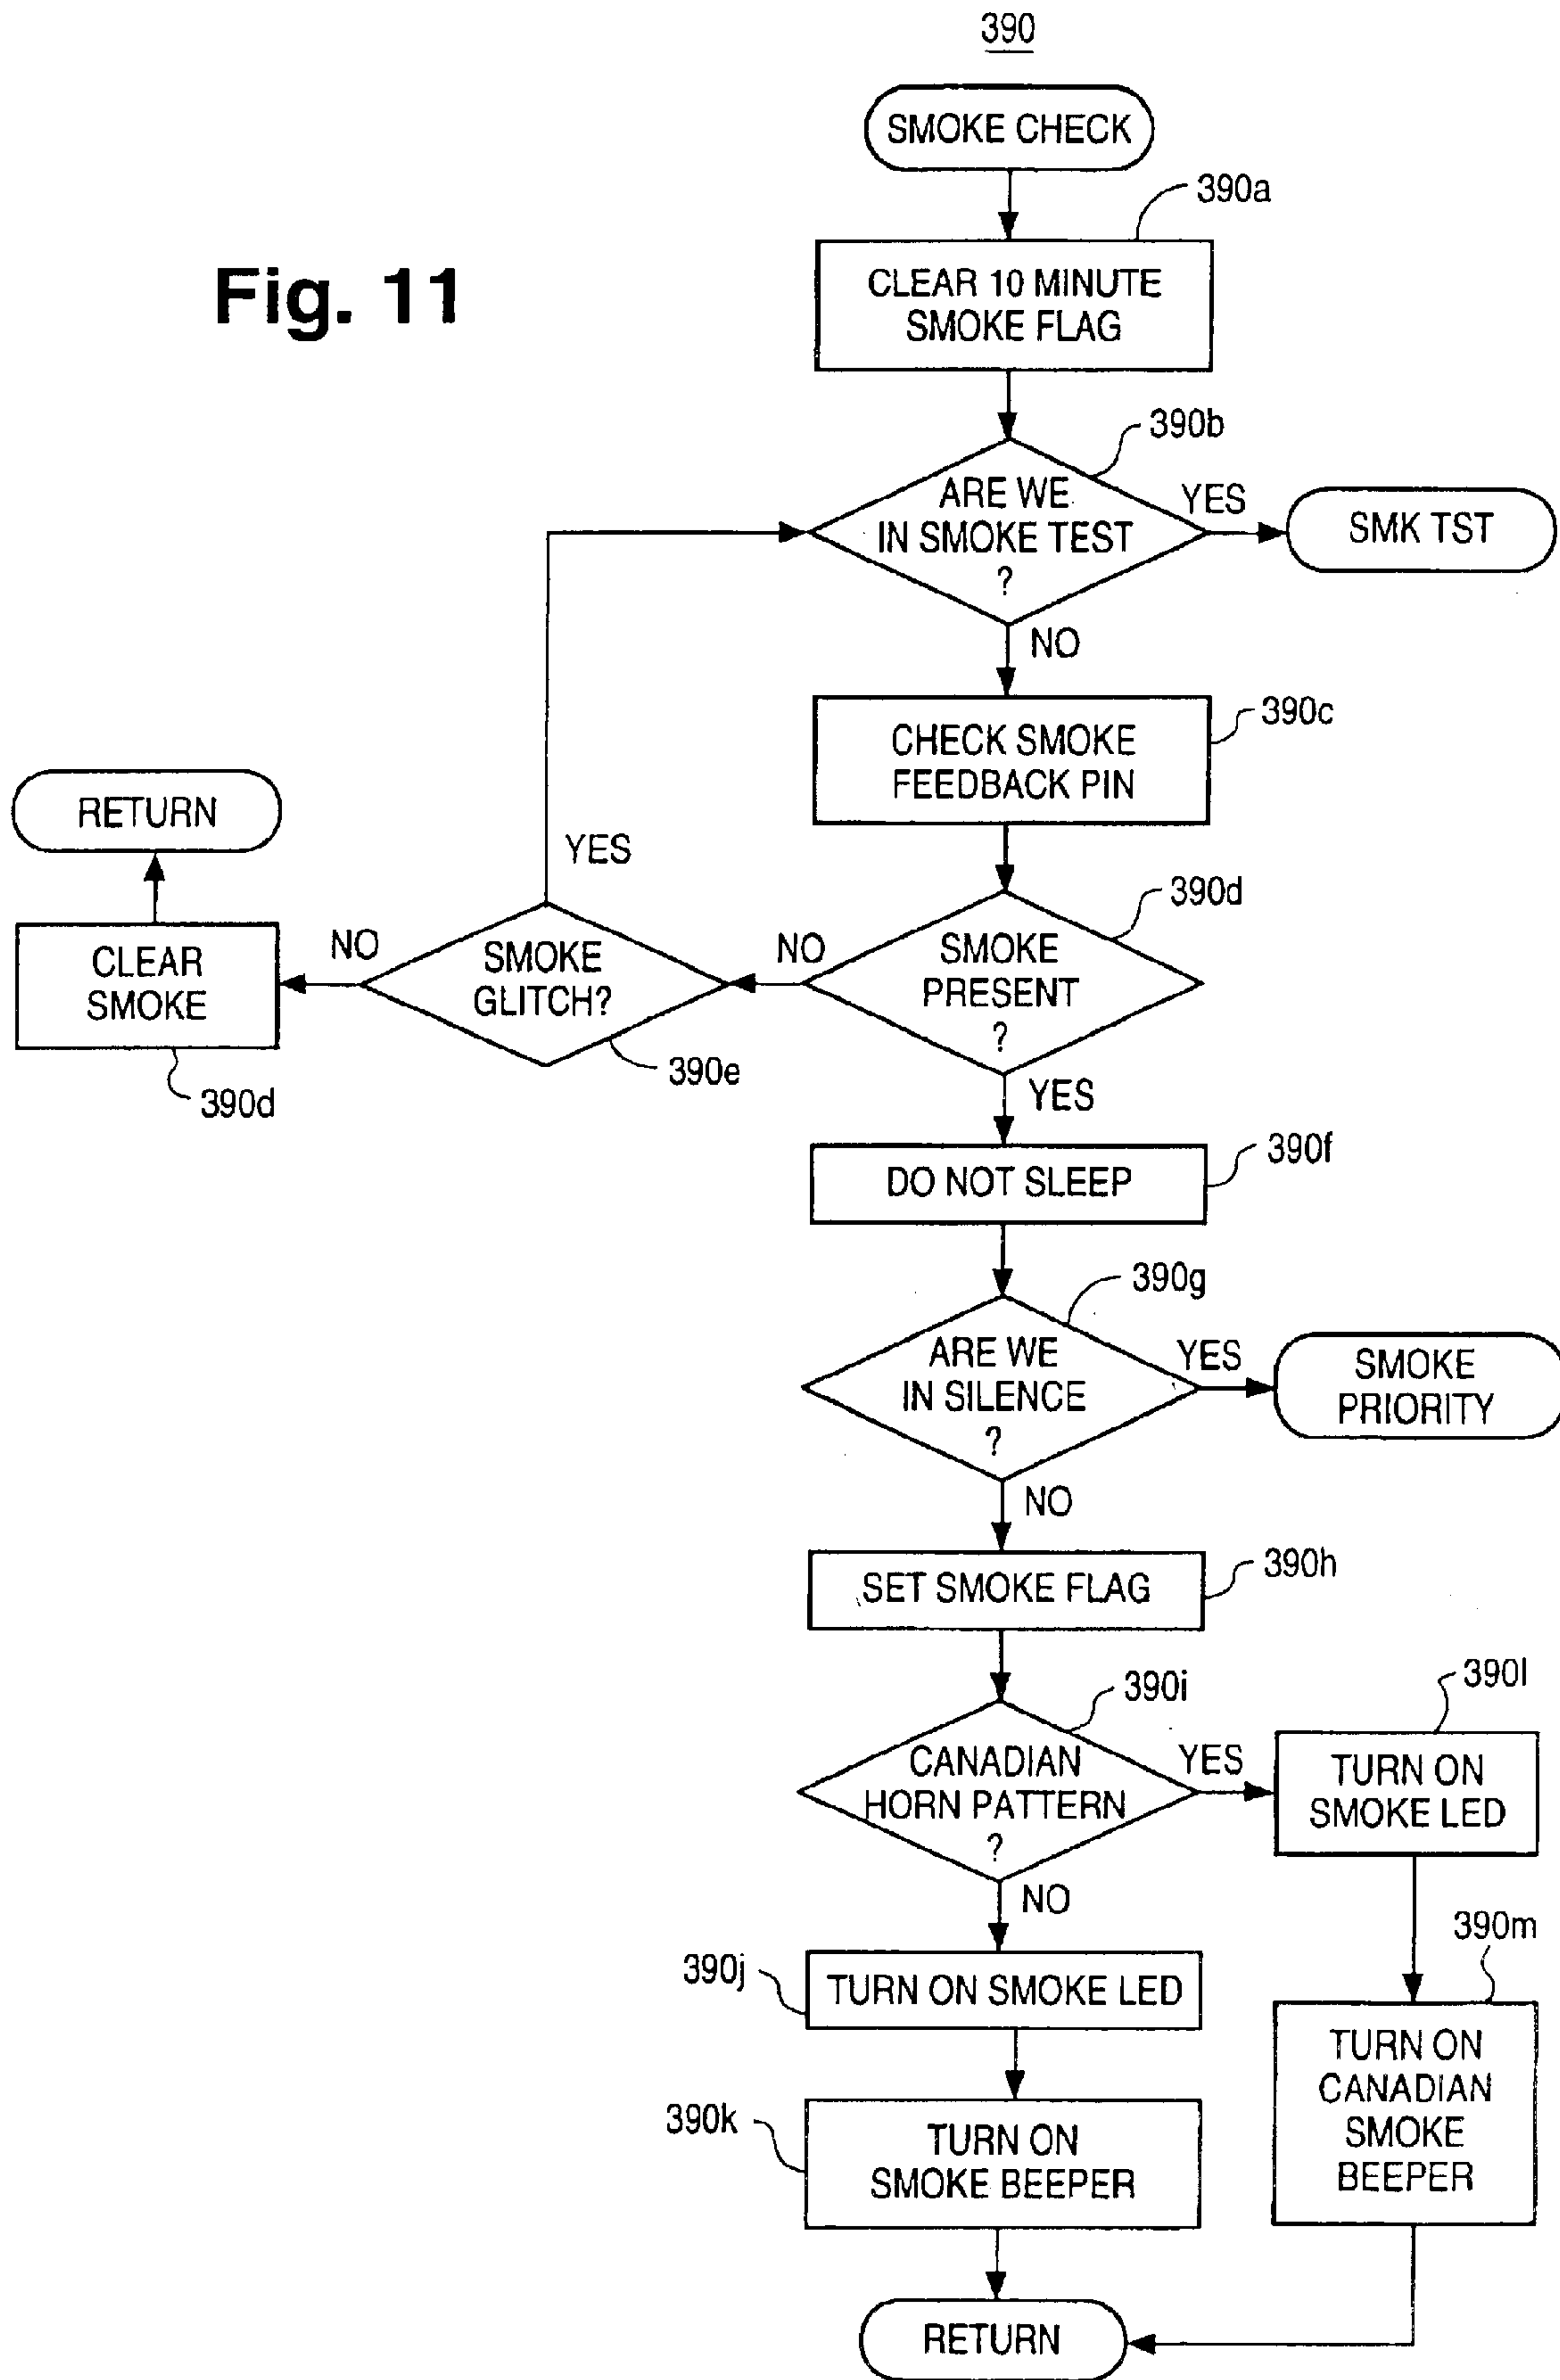 390
SMOKE CHECK
390a
CLEAR 10 MINUTE
SMOKE FLAG
Fig. 11
390b
ARE WE
IN SMOKE TEST
?
YES
SMK TST
NO
390c
CHECK SMOKE
FEEDBACK PIN
RETURN
YES
390d
CLEAR
SMOKE
NO
SMOKE
GLITCH?
NO
SMOKE
PRESENT
?
390e
390d
YES
390f
DO NOT SLEEP
390g
ARE WE
IN SILENCE
?
YES
SMOKE
PRIORITY
NO
390h
SET SMOKE FLAG
390i
390l
CANADIAN
HORN PATTERN
?
YES
TURN ON
SMOKE LED
NO
390j
TURN ON SMOKE LED
390m
TURN ON
CANADIAN
SMOKE
BEEPER
390k
TURN ON
SMOKE BEEPER
RETURN